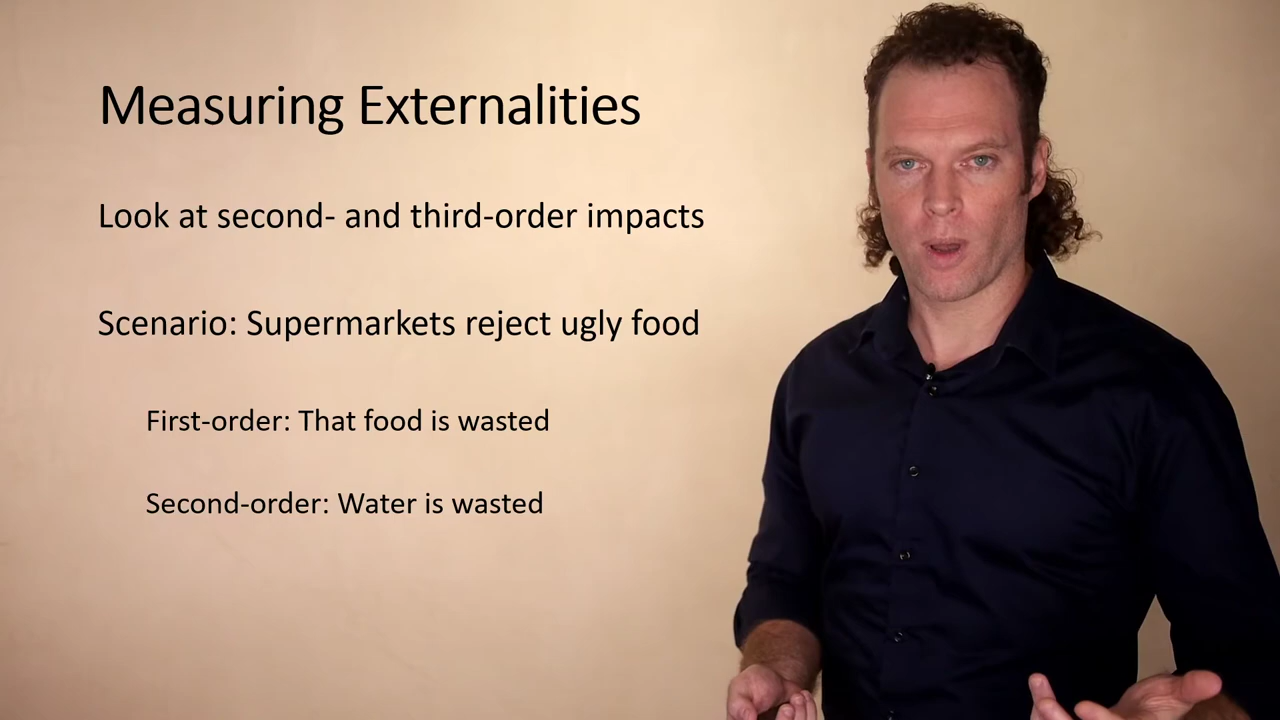 Measuring Externalities
Look at second- and third-order impacts
Scenario: Supermarkets reject ugly food
First-order: That food is wasted
Second-order: Water is wasted